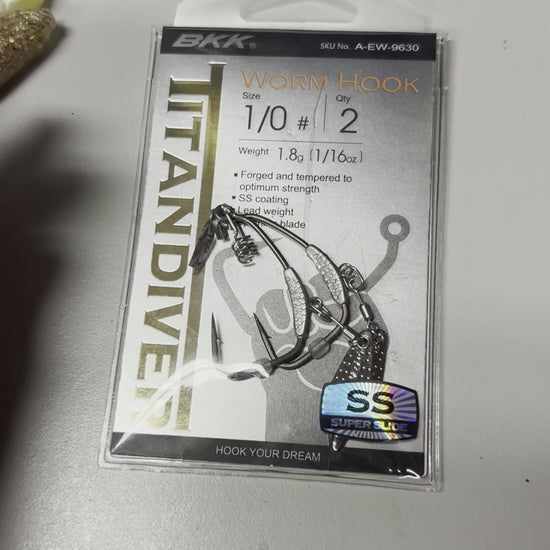 BKK®
SKU No. A-EW-9630
TITANDIVER
WORM HOOK
Size
Qty
1/0 #
2
Weight 1.8g (1/16oz)
▪ Forged and tempered to
optimum strength
▪ SS coating
Lead weight
blade
SS
SUPER SLIDE
HOOK YOUR DREAM